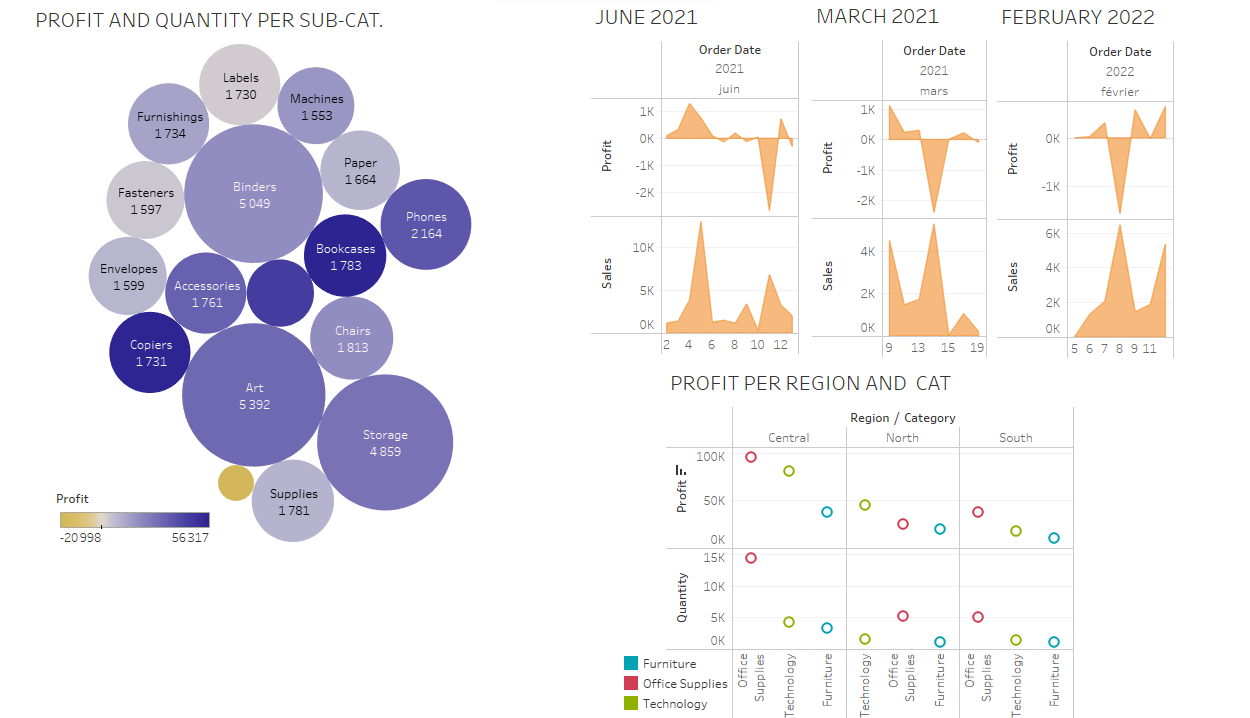 PROFIT AND QUANTITY PER SUB-CAT.
Labels
1 730
Machines
1 553
Furnishings
1 734
Paper
1 664
Binders
5 049
Fasteners
1 597
Phones
2 164
Bookcases
1 783
Envelopes
1 599
Accessories
1 761
Chairs
1 813
Copiers
1 731
Art
5 392
Storage
4 859
Supplies
1 781
Profit
-20 998
56 317
JUNE 2021
Order Date
2021
juin
Profit
1K
0K
-1K
-2K
Sales
10K
5K
0K
2 4 6 8 10 12
MARCH 2021
Order Date
2021
mars
Profit
1K
0K
-1K
-2K
Sales
4K
2K
0K
9 13 15 19
FEBRUARY 2022
Order Date
2022
février
Profit
0K
-1K
Sales
6K
4K
2K
0K
5 6 7 8 9 11
PROFIT PER REGION AND CAT
Region / Category
Central North South
Profit
100K
50K
0K
Quantity
15K
10K
5K
0K
Office Supplies
Technology
Furniture
Technology
Office Supplies
Furniture
Office Supplies
Technology
Furniture
Furniture
Office Supplies
Technology